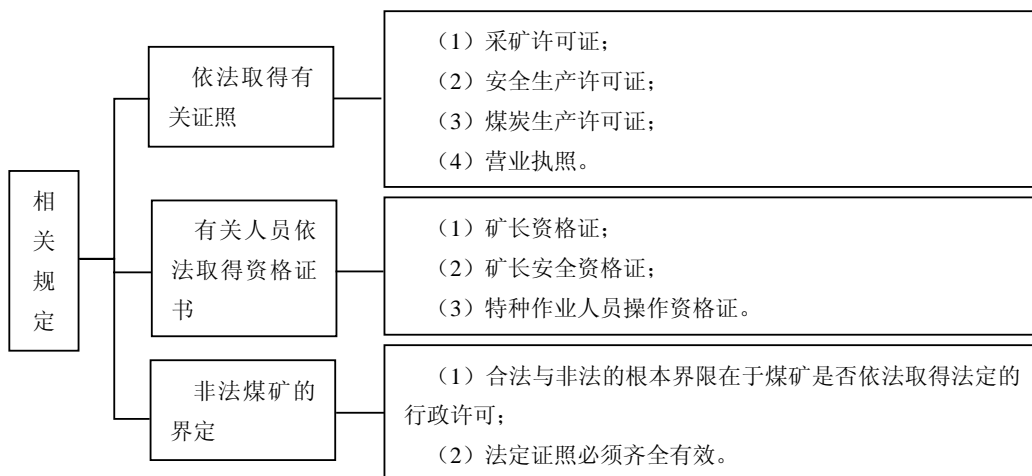 相
关
规
定
依法取得有
关证照
（1）采矿许可证；
（2）安全生产许可证；
（3）煤炭生产许可证；
（4）营业执照。
有关人员依
法取得资格证
书
（1）矿长资格证；
（2）矿长安全资格证；
（3）特种作业人员操作资格证。
非法煤矿的
界定
（1）合法与非法的根本界限在于煤矿是否依法取得法定的
行政许可；
（2）法定证照必须齐全有效。